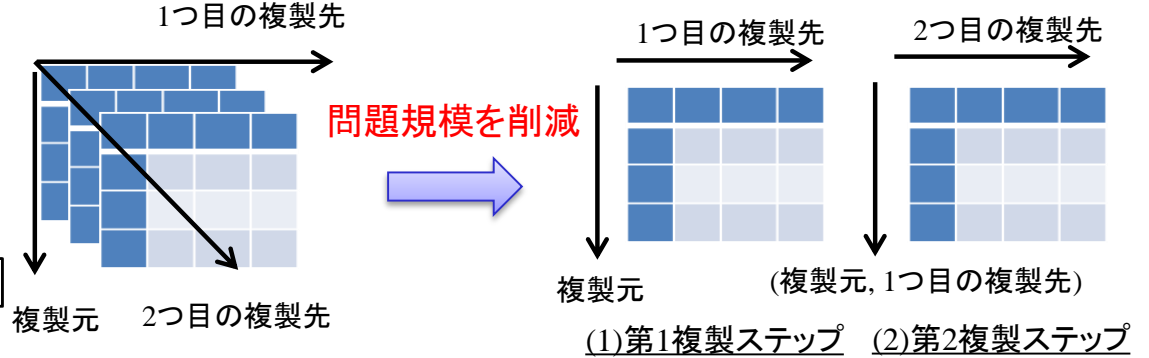 1つ目の複製先
複製元
2つ目の複製先
問題規模を削減
1つ目の複製先
複製元
(1)第1複製ステップ
2つ目の複製先
(複製元, 1つ目の複製先)
(2)第2複製ステップ